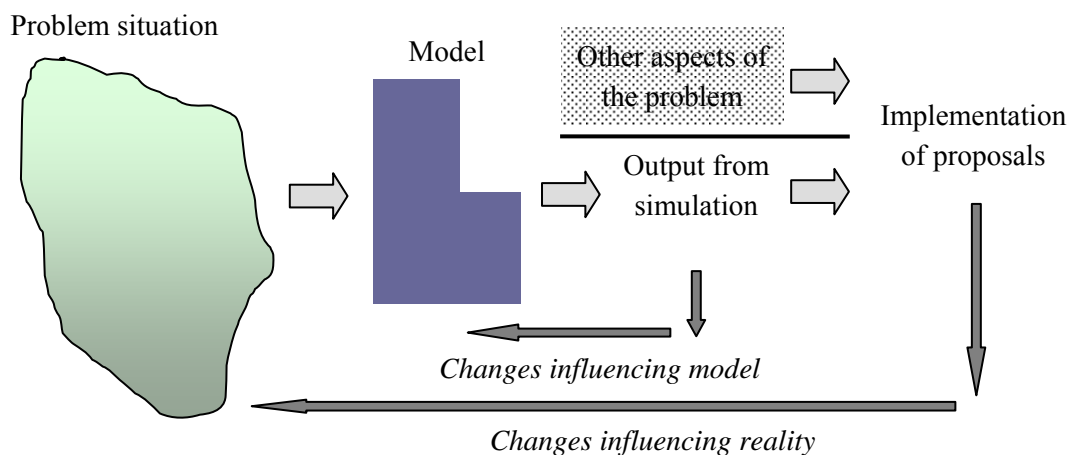 Problem situation
Model
Other aspects of
the problem
Output from
simulation
Implementation
of proposals
Changes influencing model
Changes influencing reality